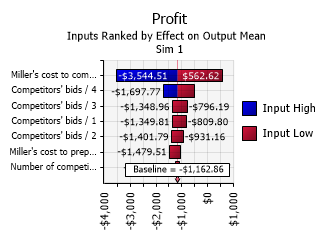 Profit
Inputs Ranked by Effect on Output Mean
Sim 1
Miller's cost to com... -$3,544.51 $562.62
Competitors' bids / 4 -$1,697.77
Competitors' bids / 3 -$1,348.96 -$796.19
Competitors' bids / 1 -$1,349.81 -$809.80
Competitors' bids / 2 -$1,401.79 -$931.16
Miller's cost to prep... -$1,479.51
Number of competi... Baseline = -$1,162.86
Input High
Input Low
-$4,000 -$3,000 -$2,000 -$1,000 $0 $1,000